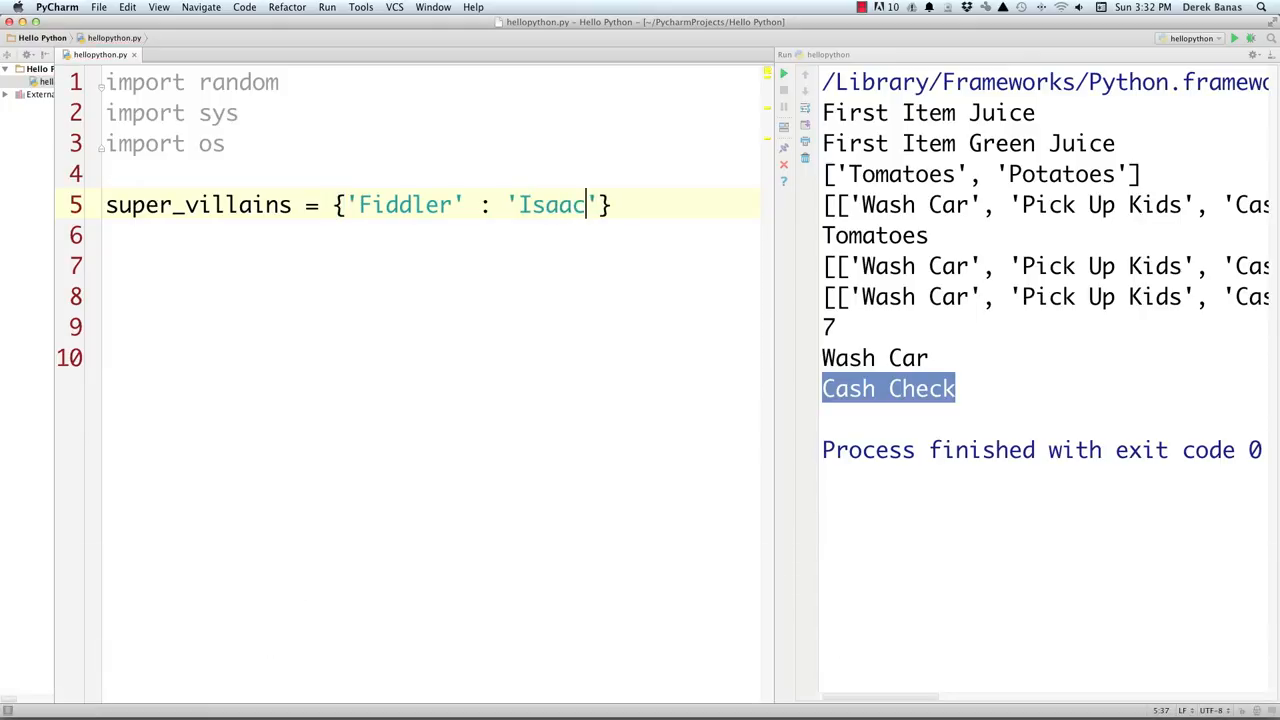 PyCharm File Edit View Navigate Code Refactor Run Tools VCS Window Help 10 Sun 3:32 PM Derek Banas
hellopython.py - Hello Python - [~/PycharmProjects/Hello Python]
Hello Python hellopython.py hellopython
hellopython.py
Run hellopython
Hello P
hell
Externa
1 import random
2 import sys
3 import os
4
5 super_villains = {'Fiddler' : 'Isaac'}
6
7
8
9
10
/Library/Frameworks/Python.framewo
First Item Juice
First Item Green Juice
['Tomatoes', 'Potatoes']
[['Wash Car', 'Pick Up Kids', 'Cas
Tomatoes
[['Wash Car', 'Pick Up Kids', 'Cas
[['Wash Car', 'Pick Up Kids', 'Cas
7
Wash Car
Cash Check
Process finished with exit code 0
5:37 LF UTF-8